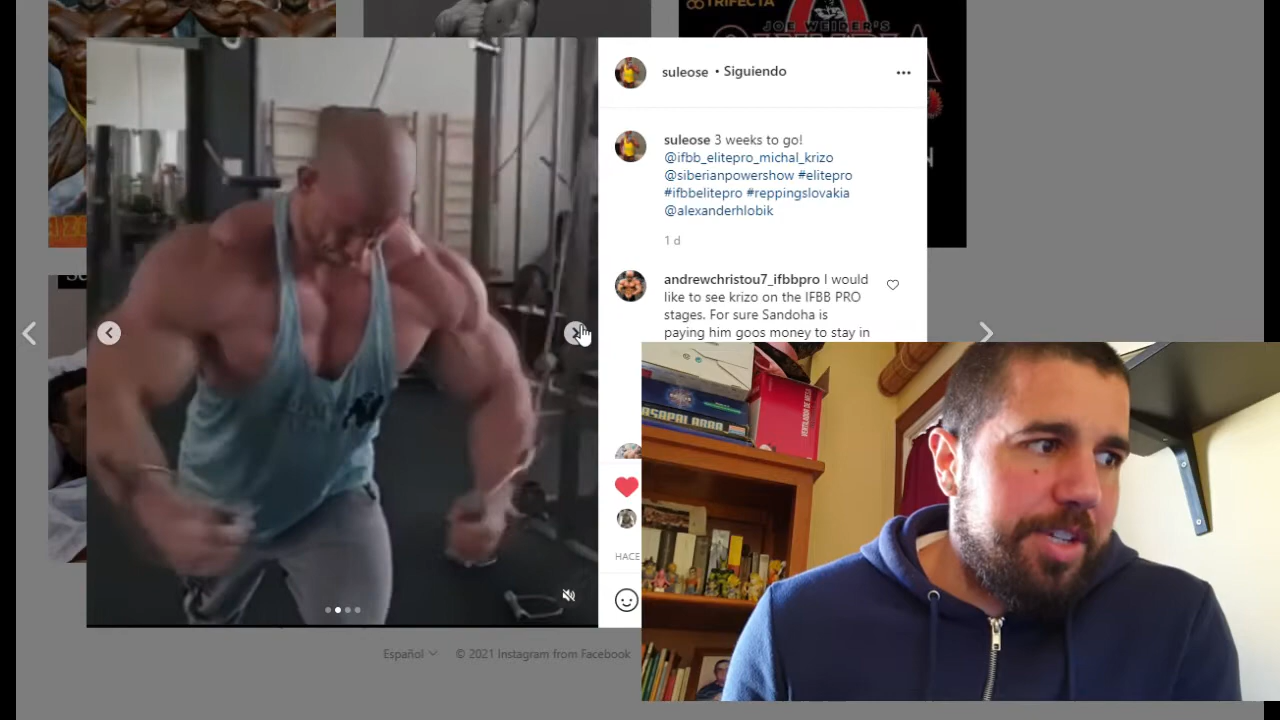 TRIFECTA
JOE WEIDER'S
suleose • Siguiendo
suleose 3 weeks to go!
@ifbb_elitepro_michal_krizo
@siberianpowershow #elitepro
#ifbbelitepro #reppingslovakia
@alexanderhlobik
1 d
andrewchristou7_ifbbpro I would
like to see krizo on the IFBB PRO
stages. For sure Sandoha is
paying him goos money to stay in
HACE
Español
© 2021 Instagram from Facebook